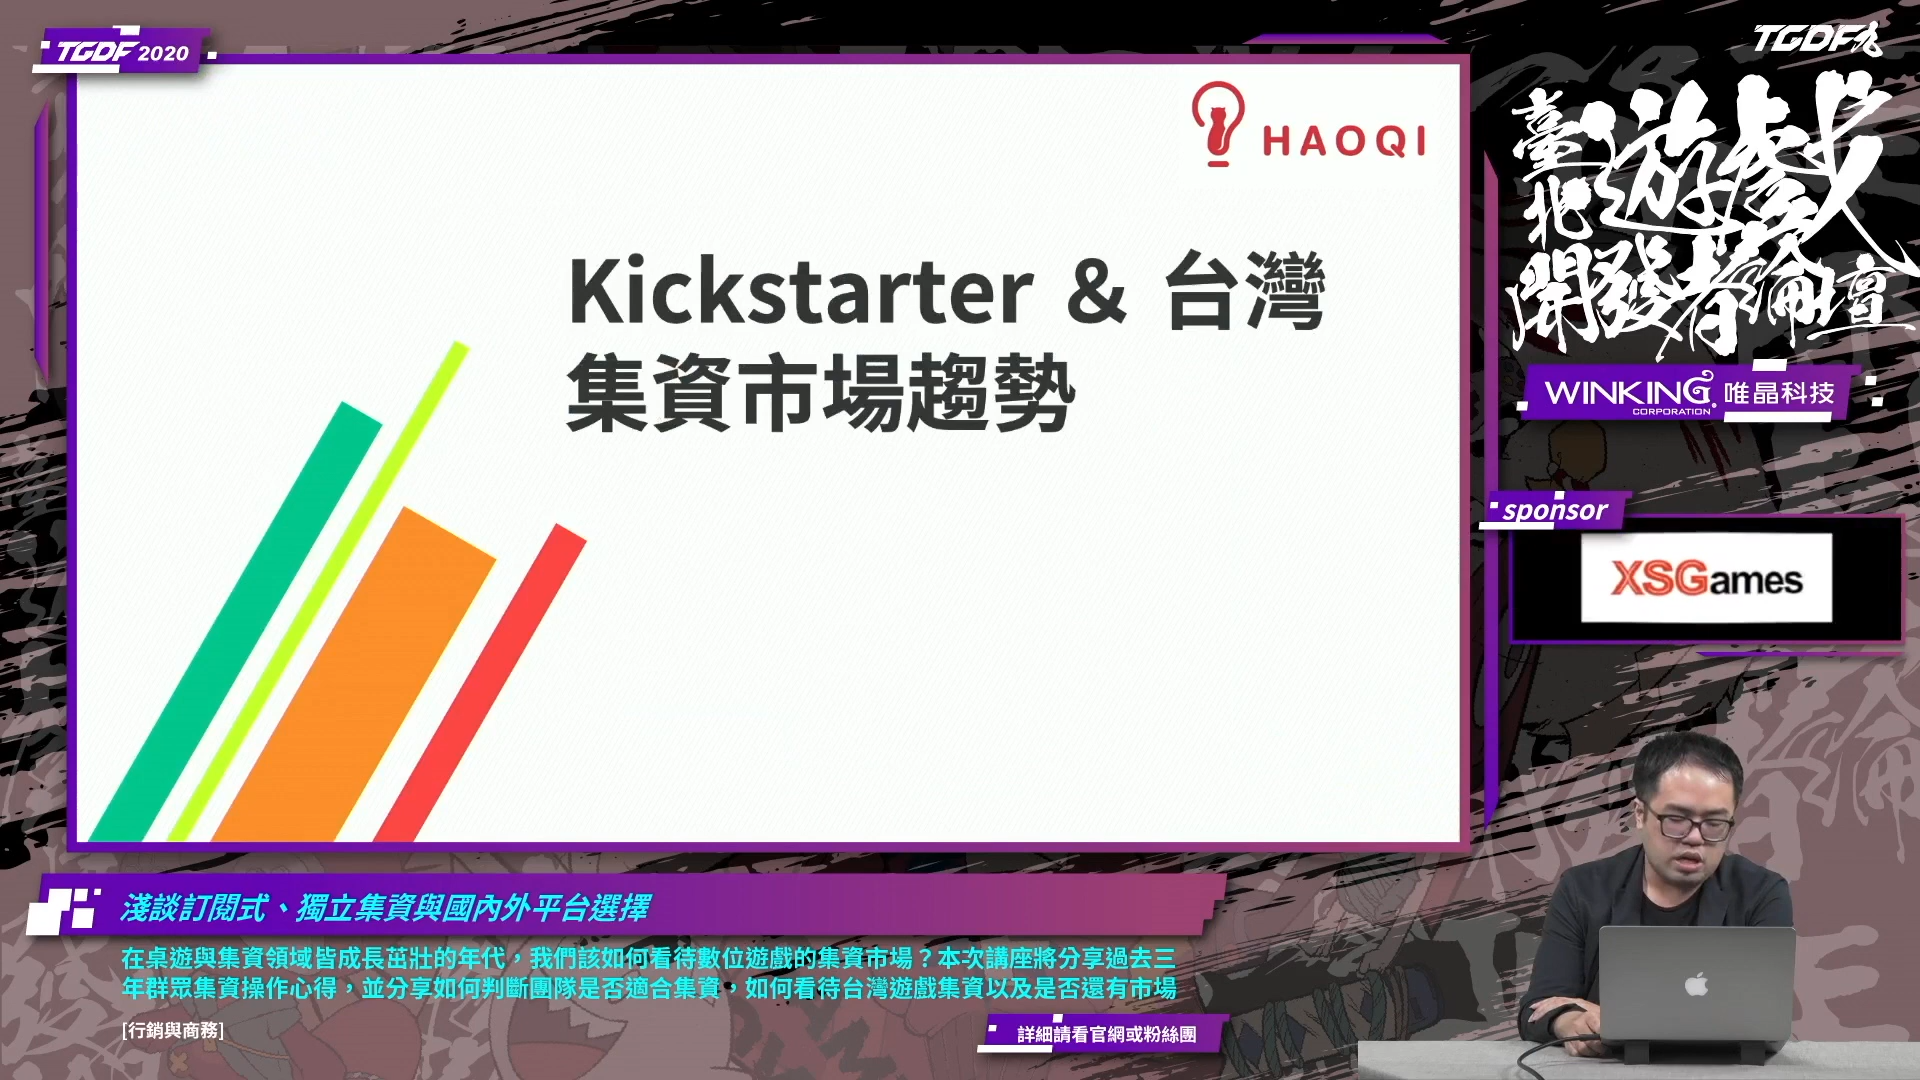 TGDF 2020
TGDF
HAOQI
臺北遊戲開發者論壇
Kickstarter & 台灣
集資市場趨勢
WINKING 唯晶科技
CORPORATION
sponsor
XSGames
淺談訂閱式、獨立集資與國內外平台選擇
在桌遊與集資領域皆成長茁壯的年代，我們該如何看待數位遊戲的集資市場？本次講座將分享過去三
年群眾集資操作心得，並分享如何判斷團隊是否適合集資，如何看待台灣遊戲集資以及是否還有市場
[行銷與商務]
詳細請看官網或粉絲團